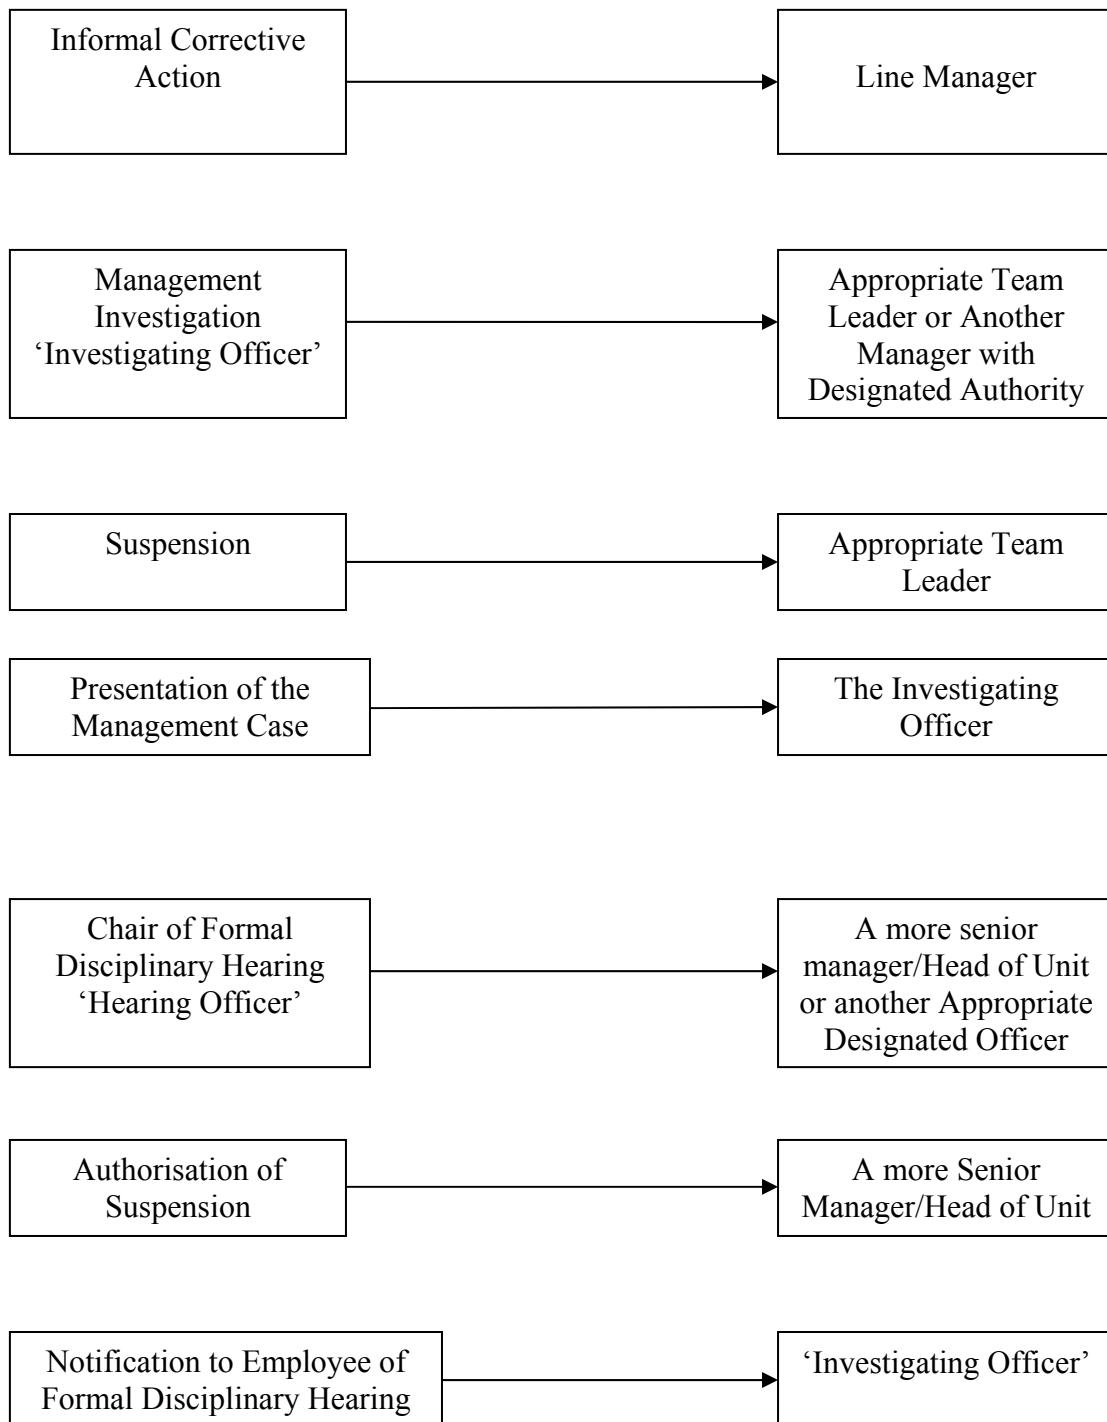 Informal Corrective
Action
Line Manager
Management
Investigation
‘Investigating Officer’
Appropriate Team
Leader or Another
Manager with
Designated Authority
Suspension
Appropriate Team
Leader
Presentation of the
Management Case
The Investigating
Officer
Chair of Formal
Disciplinary Hearing
‘Hearing Officer’
A more senior
manager/Head of Unit
or another Appropriate
Designated Officer
Authorisation of
Suspension
A more Senior
Manager/Head of Unit
Notification to Employee of
Formal Disciplinary Hearing
‘Investigating Officer’